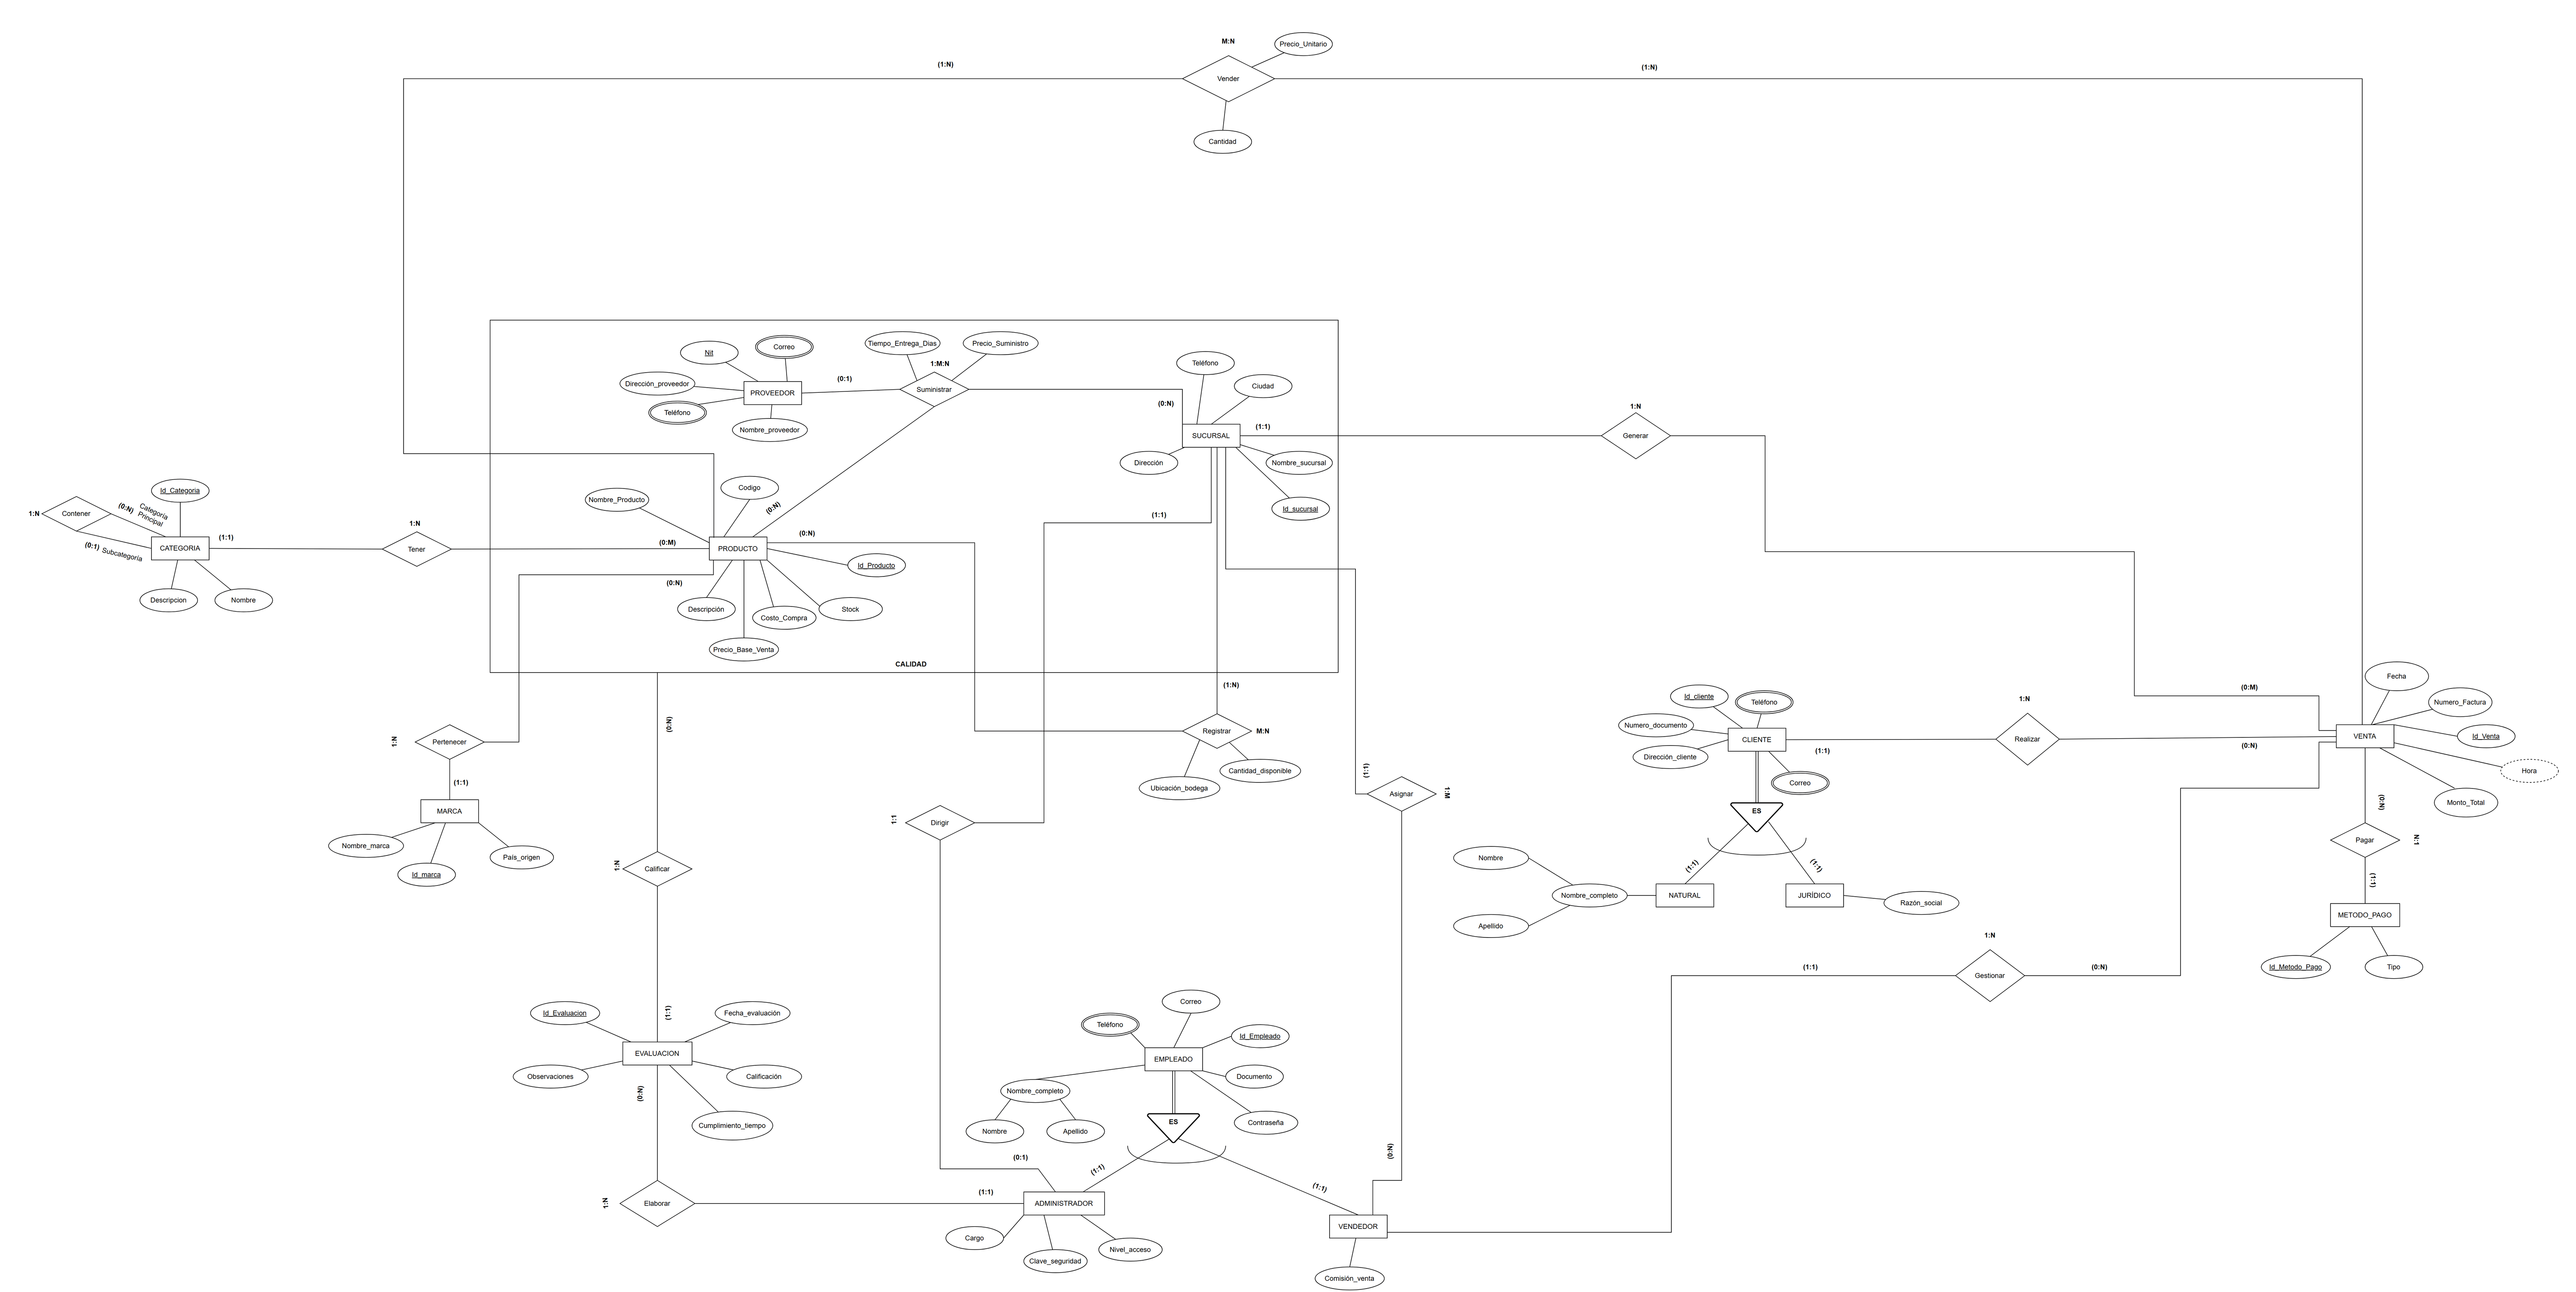 M:N
Precio_Unitario
(1:N)
Vender
(1:N)
Cantidad
Nit
Correo
Tiempo_Entrega_Dias
Precio_Suministro
1:M:N
Dirección_proveedor
PROVEEDOR
(0:1)
Suministrar
Teléfono
Nombre_proveedor
(0:N)
Teléfono
Ciudad
SUCURSAL
(1:1)
Dirección
Nombre_sucursal
Id_sucursal
1:N
Generar
Id_Categoria
1:N
Contener
(0:N)
Categoría
Principal
(0:1)
Subcategoría
CATEGORIA
(1:1)
Descripcion
Nombre
1:N
Tener
(0:M)
Nombre_Producto
Codigo
(0:N)
(0:N)
PRODUCTO
Id_Producto
(0:N)
Descripción
Costo_Compra
Stock
Precio_Base_Venta
(1:1)
CALIDAD
(1:N)
(0:N)
1:N
Pertenecer
(1:1)
MARCA
Nombre_marca
Id_marca
País_origen
Registrar
M:N
Ubicación_bodega
Cantidad_disponible
(1:1)
Asignar
1:M
1:1
Dirigir
1:N
Calificar
Id_cliente
Teléfono
Numero_documento
CLIENTE
(1:1)
Dirección_cliente
Correo
ES
1:N
Realizar
(0:M)
(0:N)
Fecha
Numero_Factura
VENTA
Id_Venta
Hora
Monto_Total
(0:N)
Pagar
N:1
(1:1)
METODO_PAGO
Id_Metodo_Pago
Tipo
(1:1)
(1:1)
Nombre
Nombre_completo
Apellido
NATURAL
JURÍDICO
Razón_social
1:N
(1:1)
Gestionar
(0:N)
(1:1)
Id_Evaluacion
Fecha_evaluación
EVALUACION
Observaciones
Calificación
(0:N)
Cumplimiento_tiempo
Correo
Teléfono
Id_Empleado
EMPLEADO
Documento
Nombre_completo
Contraseña
Nombre
Apellido
ES
(0:N)
(0:1)
(1:1)
(1:1)
1:N
Elaborar
(1:1)
ADMINISTRADOR
Cargo
Clave_seguridad
Nivel_acceso
VENDEDOR
Comisión_venta